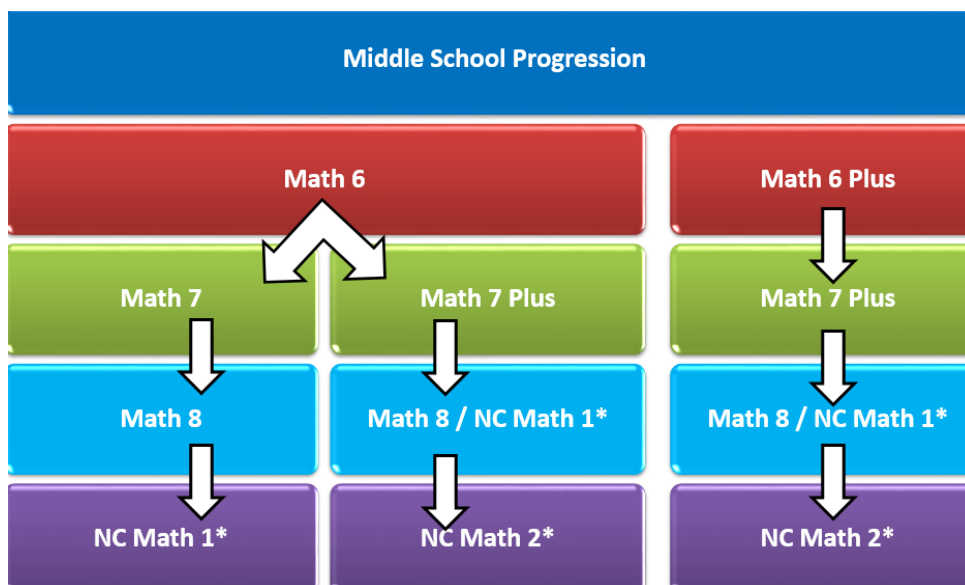 Middle School Progression
Math 6
Math 6 Plus
Math 7
Math 7 Plus
Math 7 Plus
Math 8
Math 8 / NC Math 1*
Math 8 / NC Math 1*
NC Math 1*
NC Math 2*
NC Math 2*